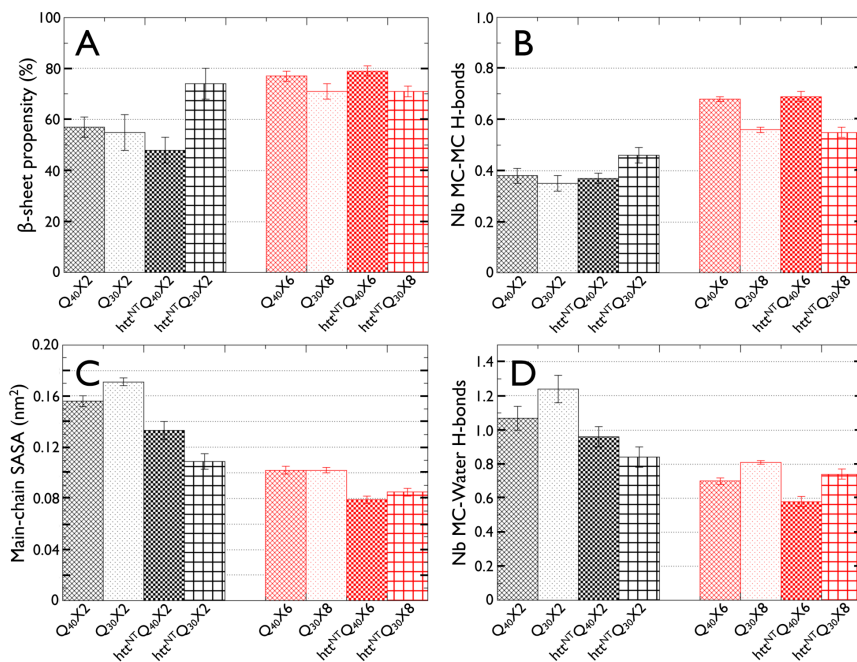 A
β-sheet propensity (%)
100
80
60
40
20
0
Q₄₀X2
Q₃₀X2
httᴺᵀQ₄₀X2
httᴺᵀQ₃₀X2
Q₄₀X6
Q₃₀X8
httᴺᵀQ₄₀X6
httᴺᵀQ₃₀X8
B
Nb MC-MC H-bonds
1.0
0.8
0.6
0.4
0.2
0
Q₄₀X2
Q₃₀X2
httᴺᵀQ₄₀X2
httᴺᵀQ₃₀X2
Q₄₀X6
Q₃₀X8
httᴺᵀQ₄₀X6
httᴺᵀQ₃₀X8
C
Main-chain SASA (nm²)
0.20
0.16
0.12
0.08
0.04
0
Q₄₀X2
Q₃₀X2
httᴺᵀQ₄₀X2
httᴺᵀQ₃₀X2
Q₄₀X6
Q₃₀X8
httᴺᵀQ₄₀X6
httᴺᵀQ₃₀X8
D
Nb MC-Water H-bonds
1.4
1.2
1.0
0.8
0.6
0.4
0.2
0
Q₄₀X2
Q₃₀X2
httᴺᵀQ₄₀X2
httᴺᵀQ₃₀X2
Q₄₀X6
Q₃₀X8
httᴺᵀQ₄₀X6
httᴺᵀQ₃₀X8